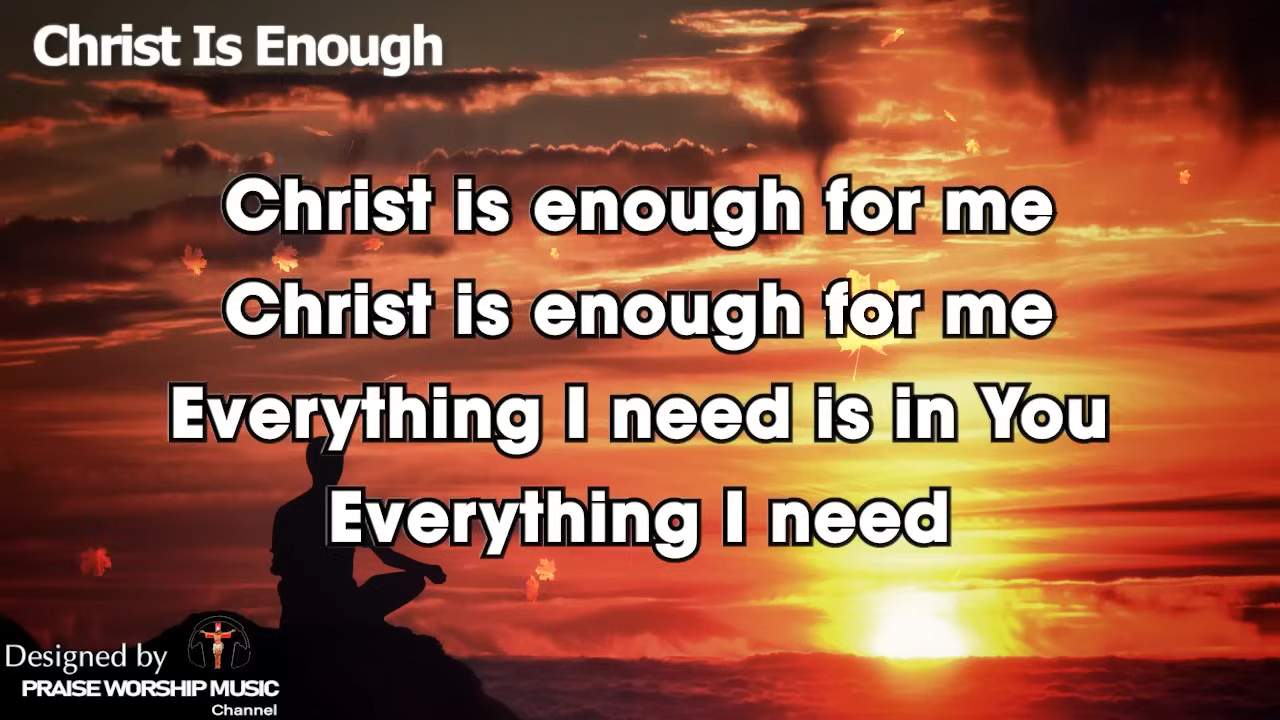 Christ Is Enough
Christ is enough for me
Christ is enough for me
Everything I need is in You
Everything I need
Designed by
PRAISE WORSHIP MUSIC
Channel